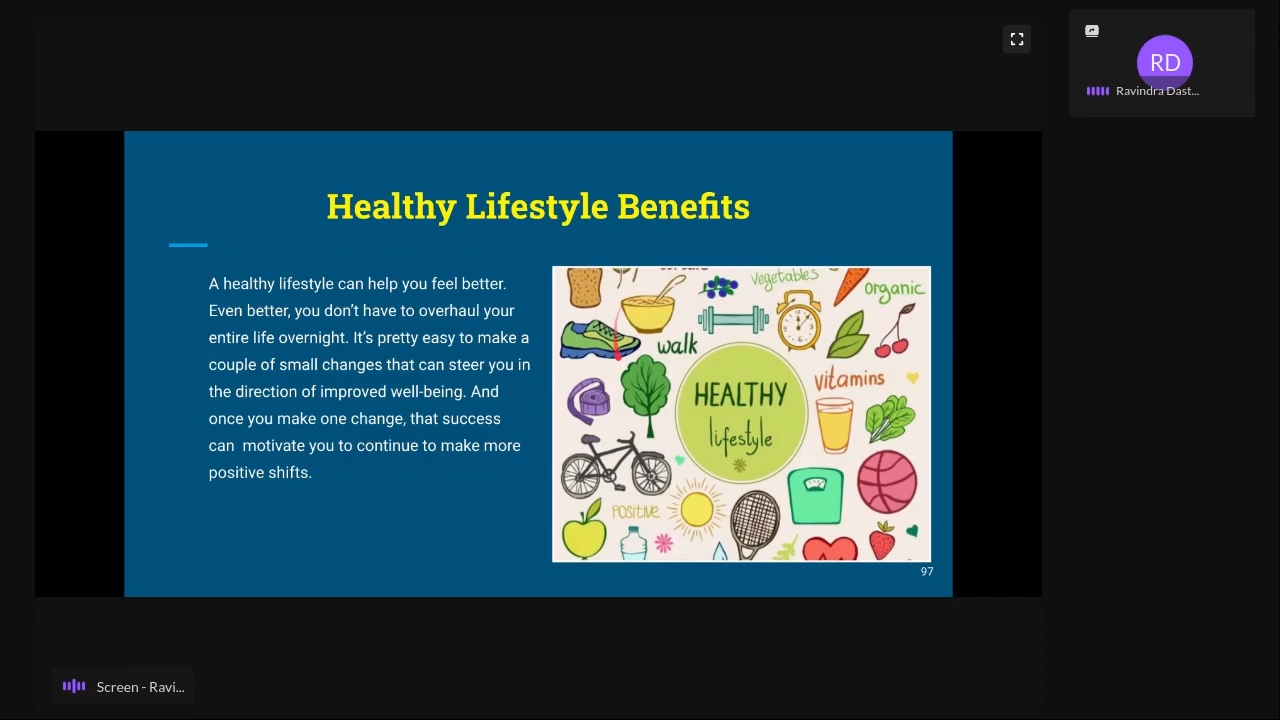 RD
Ravindra Dast...
Healthy Lifestyle Benefits
A healthy lifestyle can help you feel better.
Even better, you don’t have to overhaul your
entire life overnight. It’s pretty easy to make a
couple of small changes that can steer you in
the direction of improved well-being. And
once you make one change, that success
can motivate you to continue to make more
positive shifts.
vegetables
organic
walk
vitamins
HEALTHY
lifestyle
POSITIVE
97
Screen - Ravi...